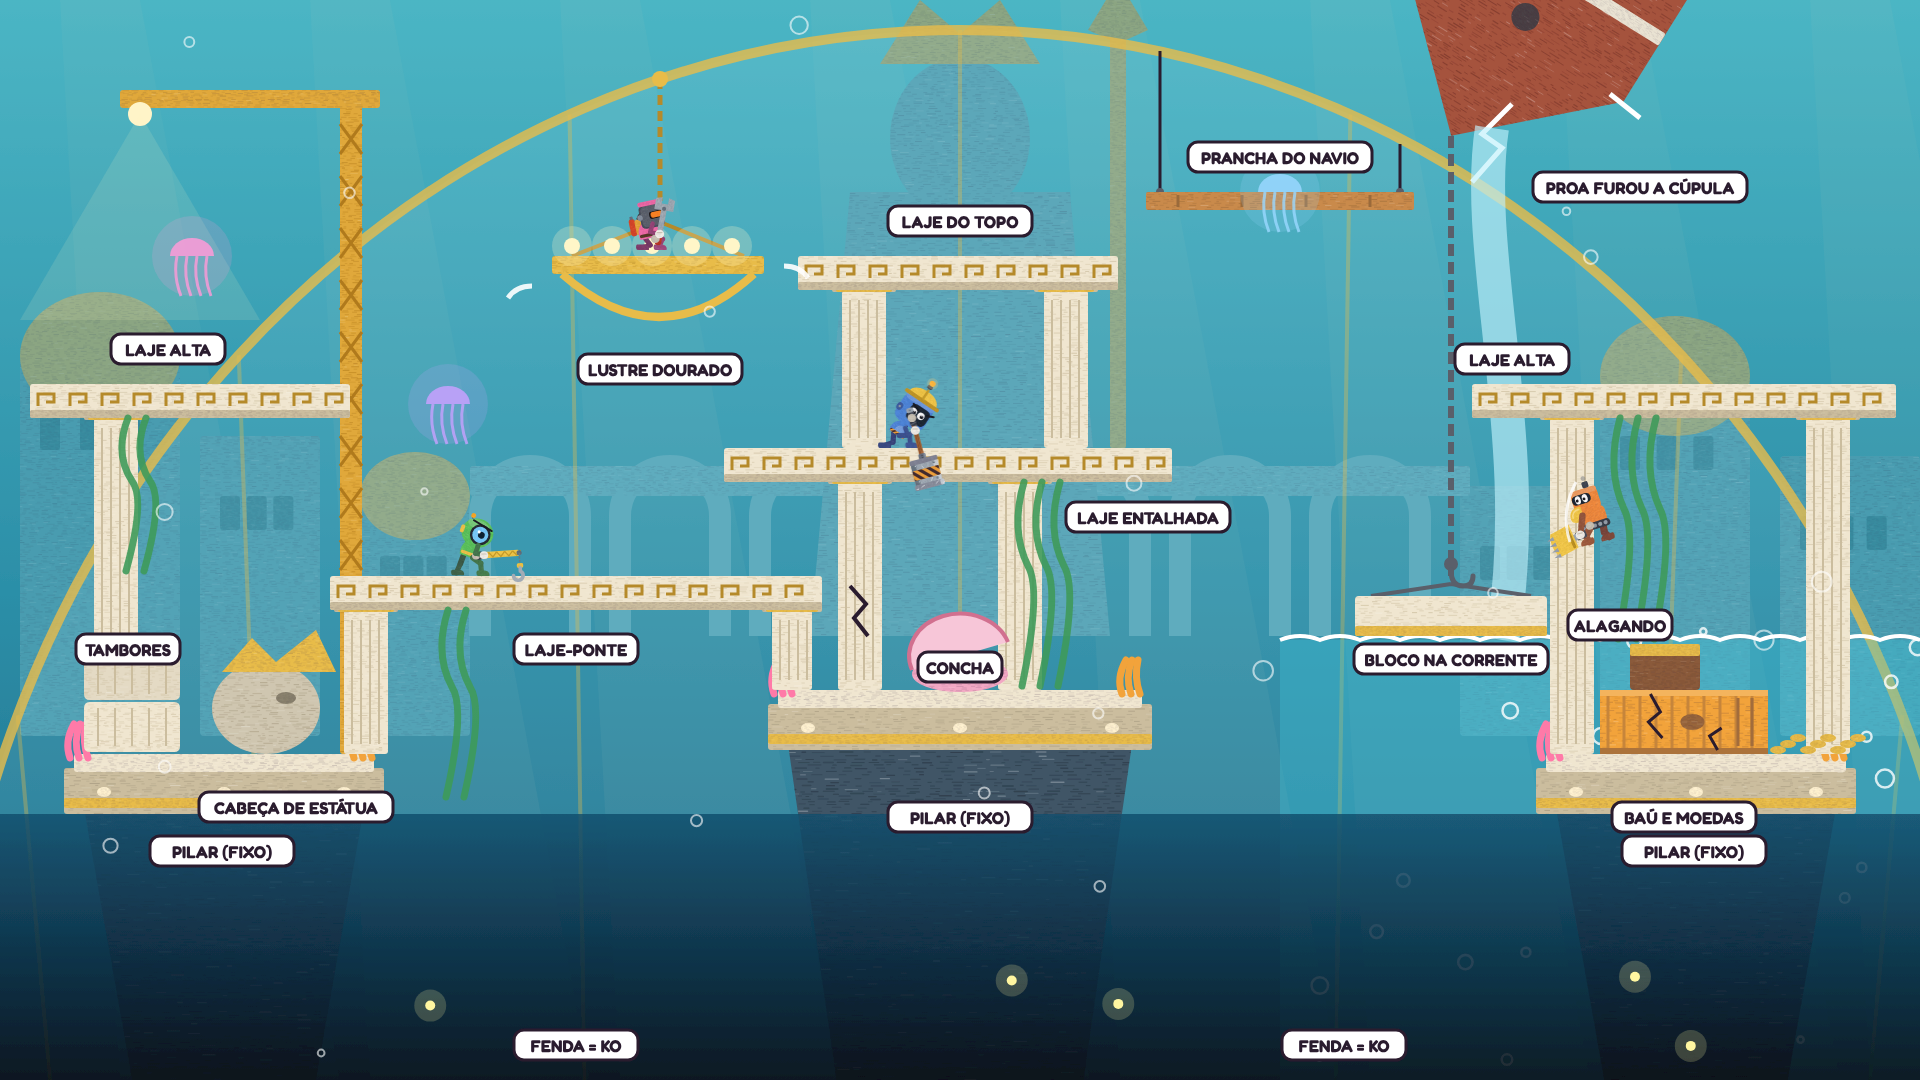 PRANCHA DO NAVIO
PROA FUROU A CÚPULA
LAJE DO TOPO
LAJE ALTA
LUSTRE DOURADO
LAJE ALTA
LAJE ENTALHADA
ALAGANDO
TAMBORES
LAJE-PONTE
CONCHA
BLOCO NA CORRENTE
CABEÇA DE ESTÁTUA
PILAR (FIXO)
BAÚ E MOEDAS
PILAR (FIXO)
PILAR (FIXO)
FENDA = KO
FENDA = KO